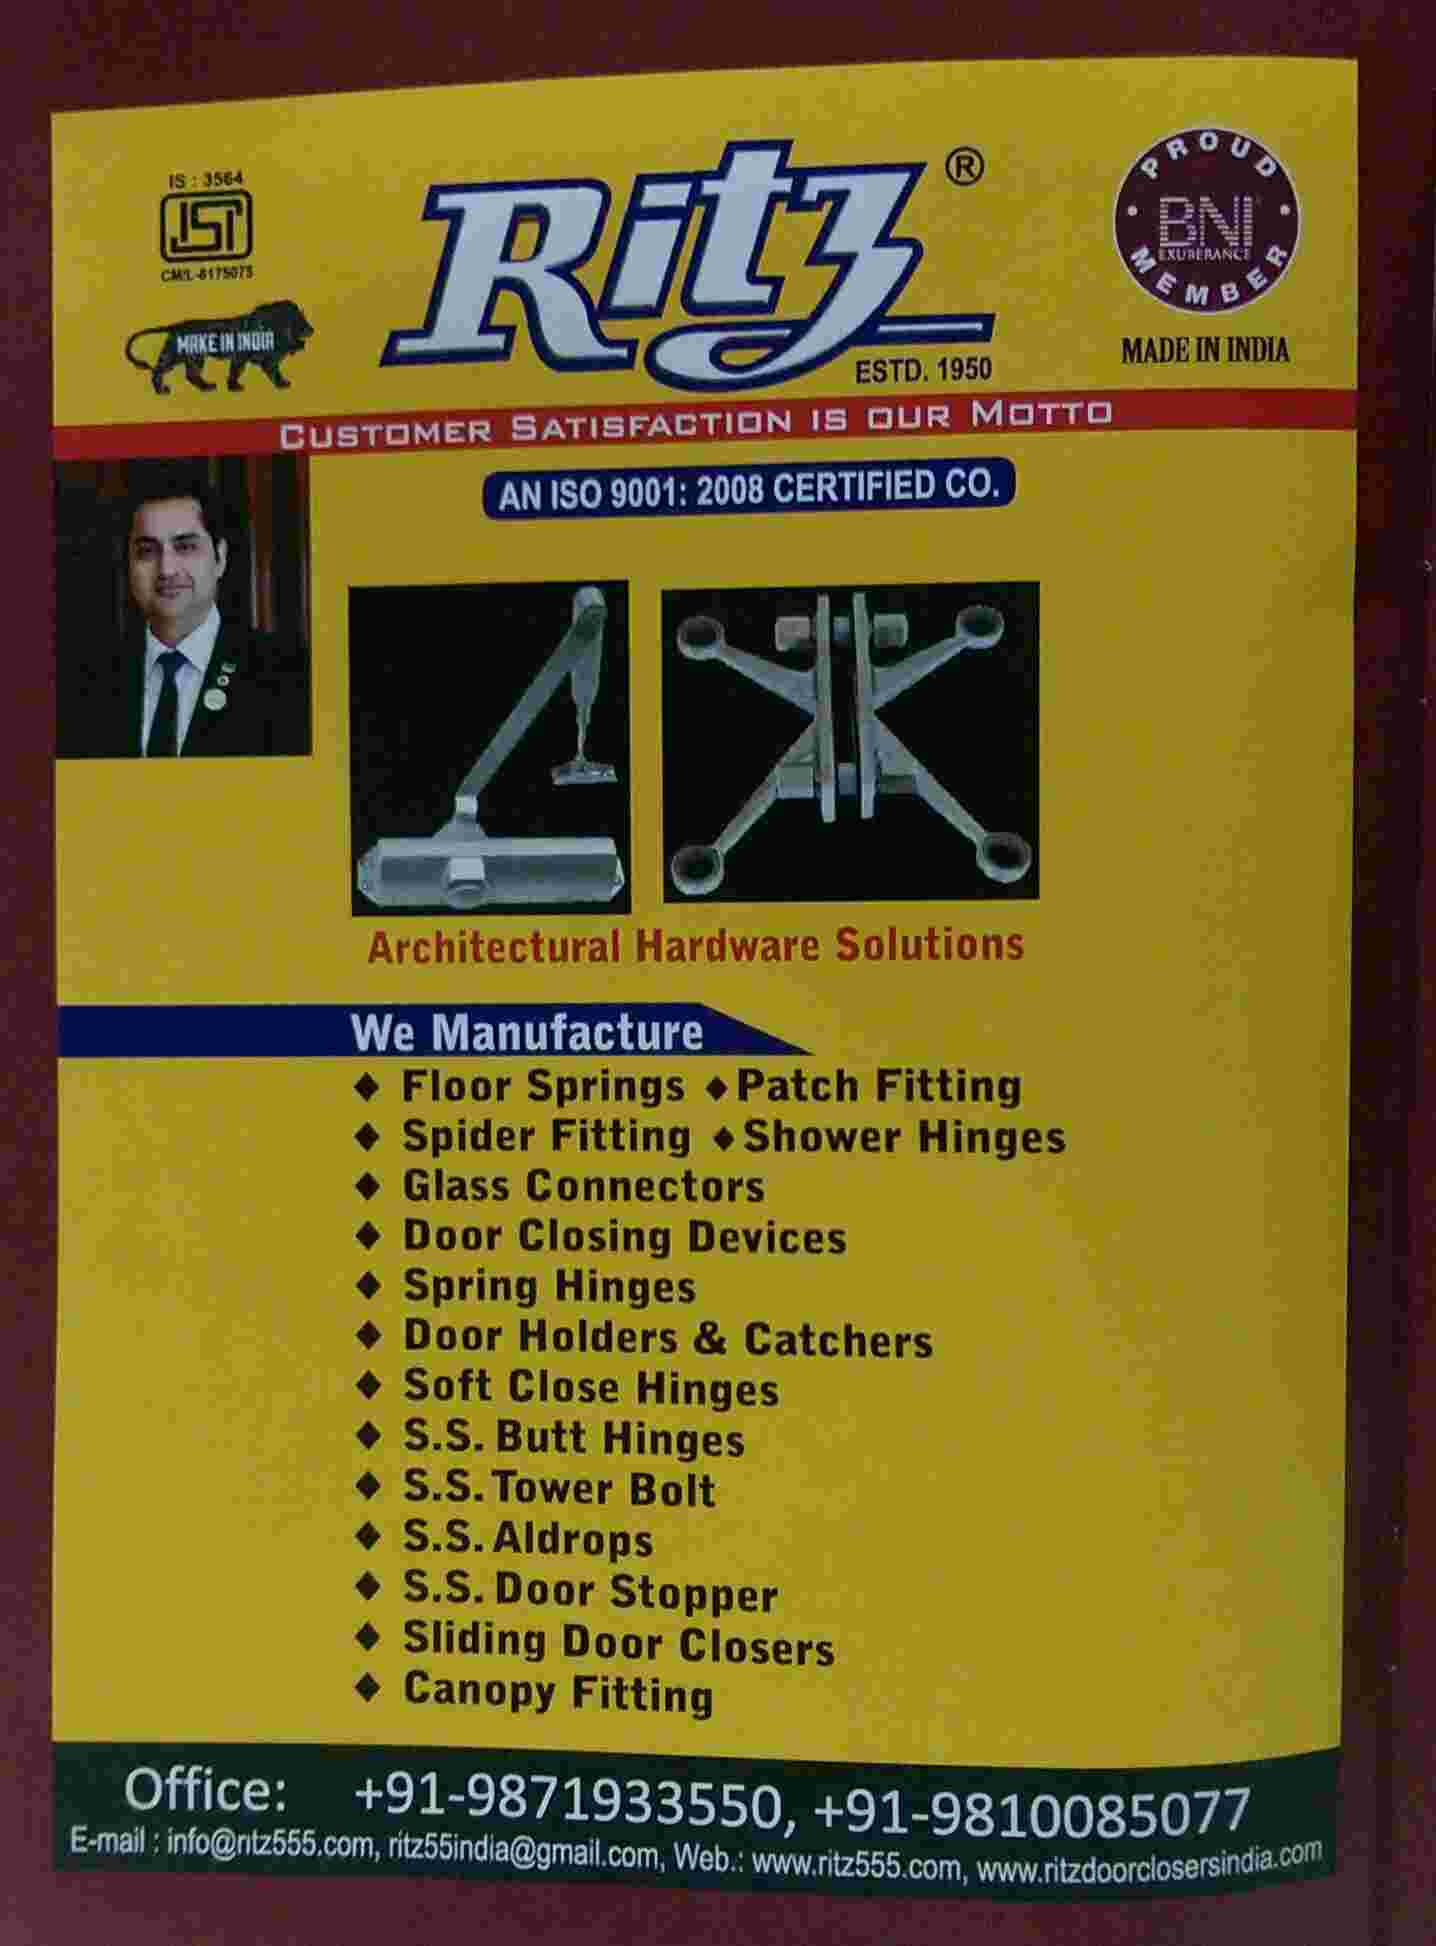 IS : 3564
ISI
CM/L-8175075
MAKE IN INDIA
Ritz ®
ESTD. 1950
PROUD
BNI
EXUBERANCE
MEMBER
MADE IN INDIA
CUSTOMER SATISFACTION IS OUR MOTTO
AN ISO 9001: 2008 CERTIFIED CO.
Architectural Hardware Solutions
We Manufacture
◆ Floor Springs ◆ Patch Fitting
◆ Spider Fitting ◆ Shower Hinges
◆ Glass Connectors
◆ Door Closing Devices
◆ Spring Hinges
◆ Door Holders & Catchers
◆ Soft Close Hinges
◆ S.S. Butt Hinges
◆ S.S. Tower Bolt
◆ S.S. Aldrops
◆ S.S. Door Stopper
◆ Sliding Door Closers
◆ Canopy Fitting
Office: +91-9871933550, +91-9810085077
E-mail : info@ritz555.com, ritz55india@gmail.com, Web.: www.ritz555.com, www.ritzdoorclosersindia.com